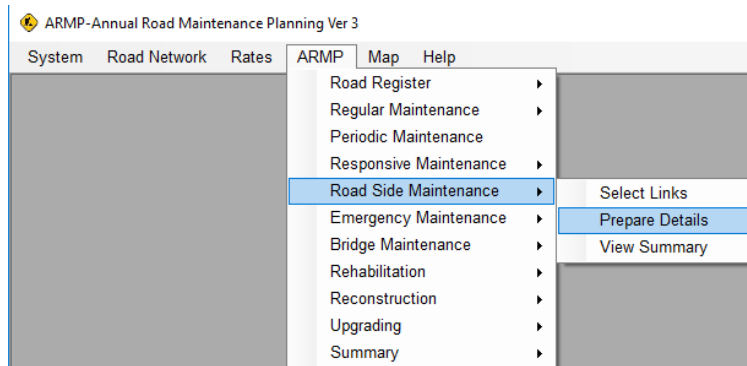 ARMP-Annual Road Maintenance Planning Ver 3
System Road Network Rates ARMP Map Help
Road Register
Regular Maintenance
Periodic Maintenance
Responsive Maintenance
Road Side Maintenance Select Links
Emergency Maintenance Prepare Details
Bridge Maintenance View Summary
Rehabilitation
Reconstruction
Upgrading
Summary